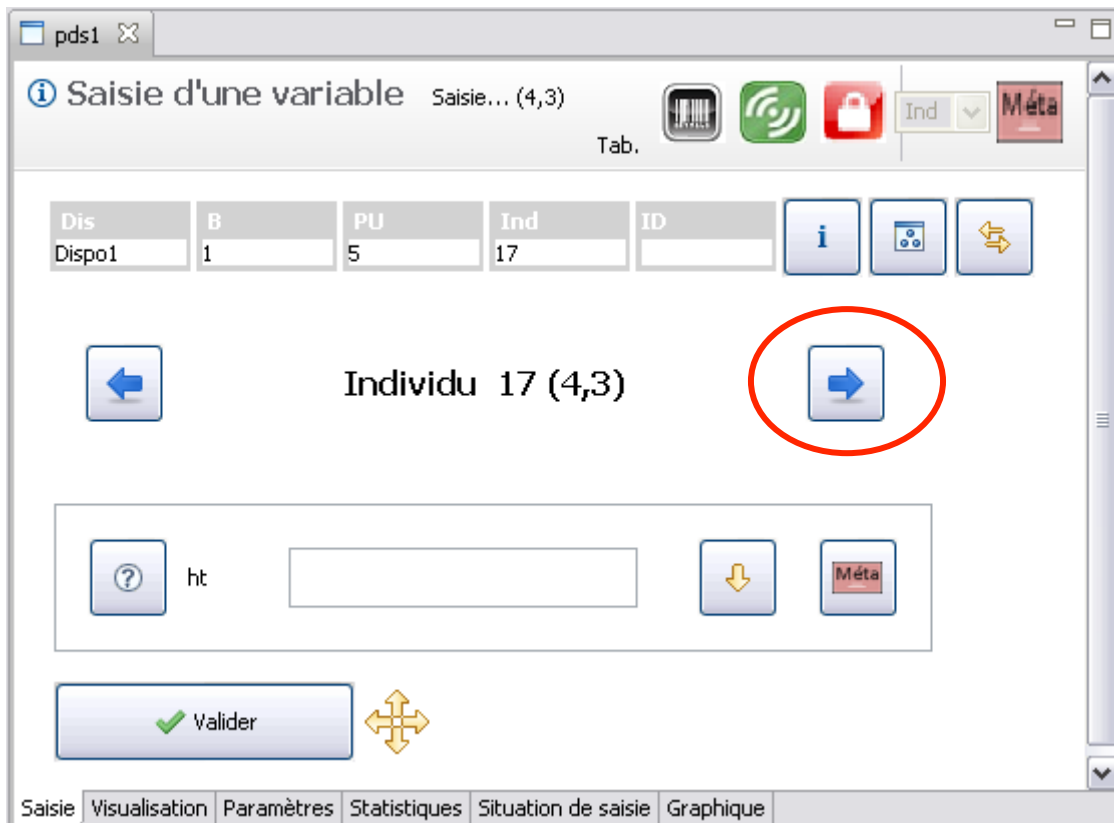 pds1
Saisie d'une variable Saisie... (4,3)
Tab.
Ind
Méta
Dis B PU Ind ID
Dispo1 1 5 17
i
Individu 17 (4,3)
? ht
Méta
Valider
Saisie Visualisation Paramètres Statistiques Situation de saisie Graphique